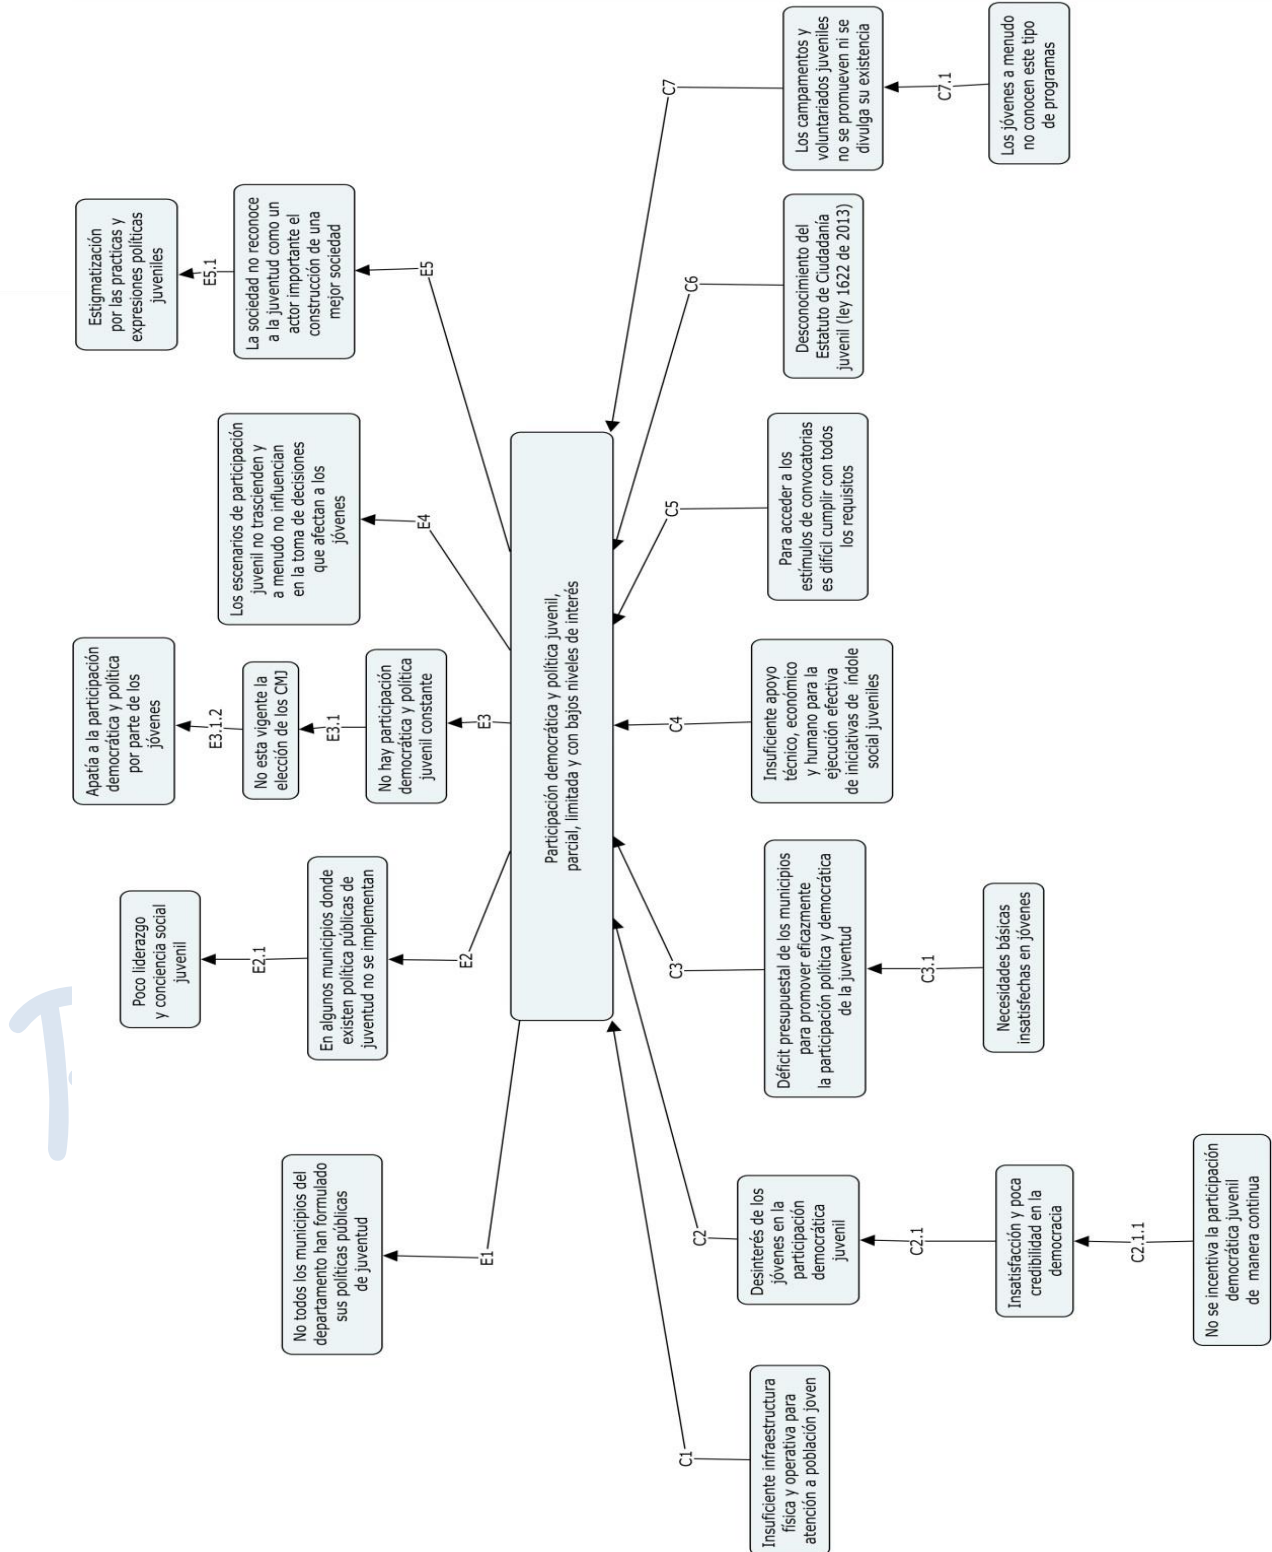 Poco liderazgo
y conciencia social
juvenil
Apatía a la participación
democrática y política
por parte de los
jóvenes
Estigmatización
por las practicas y
expresiones políticas
juveniles
E2.1
E3.1.2
E5.1
No todos los municipios del
departamento han formulado
sus políticas públicas
de juventud
En algunos municipios donde
existen política públicas de
juventud no se implementan
No esta vigente la
elección de los CMJ
E3.1
No hay participación
democrática y política
juvenil constante
Los escenarios de participación
juvenil no trascienden y
a menudo no influencian
en la toma de decisiones
que afectan a los
jóvenes
La sociedad no reconoce
a la juventud como un
actor importante el
construcción de una
mejor sociedad
E1
E2
E3
E4
E5
Participación democrática y política juvenil,
parcial, limitada y con bajos niveles de interés
C1
C2
C3
C4
C5
C6
C7
Insuficiente infraestructura
física y operativa para
atención a población joven
Desinterés de los
jóvenes en la
participación
democrática
juvenil
Déficit presupuestal de los municipios
para promover eficazmente
la participación política y democrática
de la juventud
Insuficiente apoyo
técnico, económico
y humano para la
ejecución efectiva
de iniciativas de índole
social juveniles
Para acceder a los
estímulos de convocatorias
es difícil cumplir con todos
los requisitos
Desconocimiento del
Estatuto de Ciudadanía
juvenil (ley 1622 de 2013)
Los campamentos y
voluntariados juveniles
no se promueven ni se
divulga su existencia
C2.1
C3.1
C7.1
Insatisfacción y poca
credibilidad en la
democracia
Necesidades básicas
insatisfechas en jóvenes
Los jóvenes a menudo
no conocen este tipo
de programas
C2.1.1
No se incentiva la participación
democrática juvenil
de manera continua